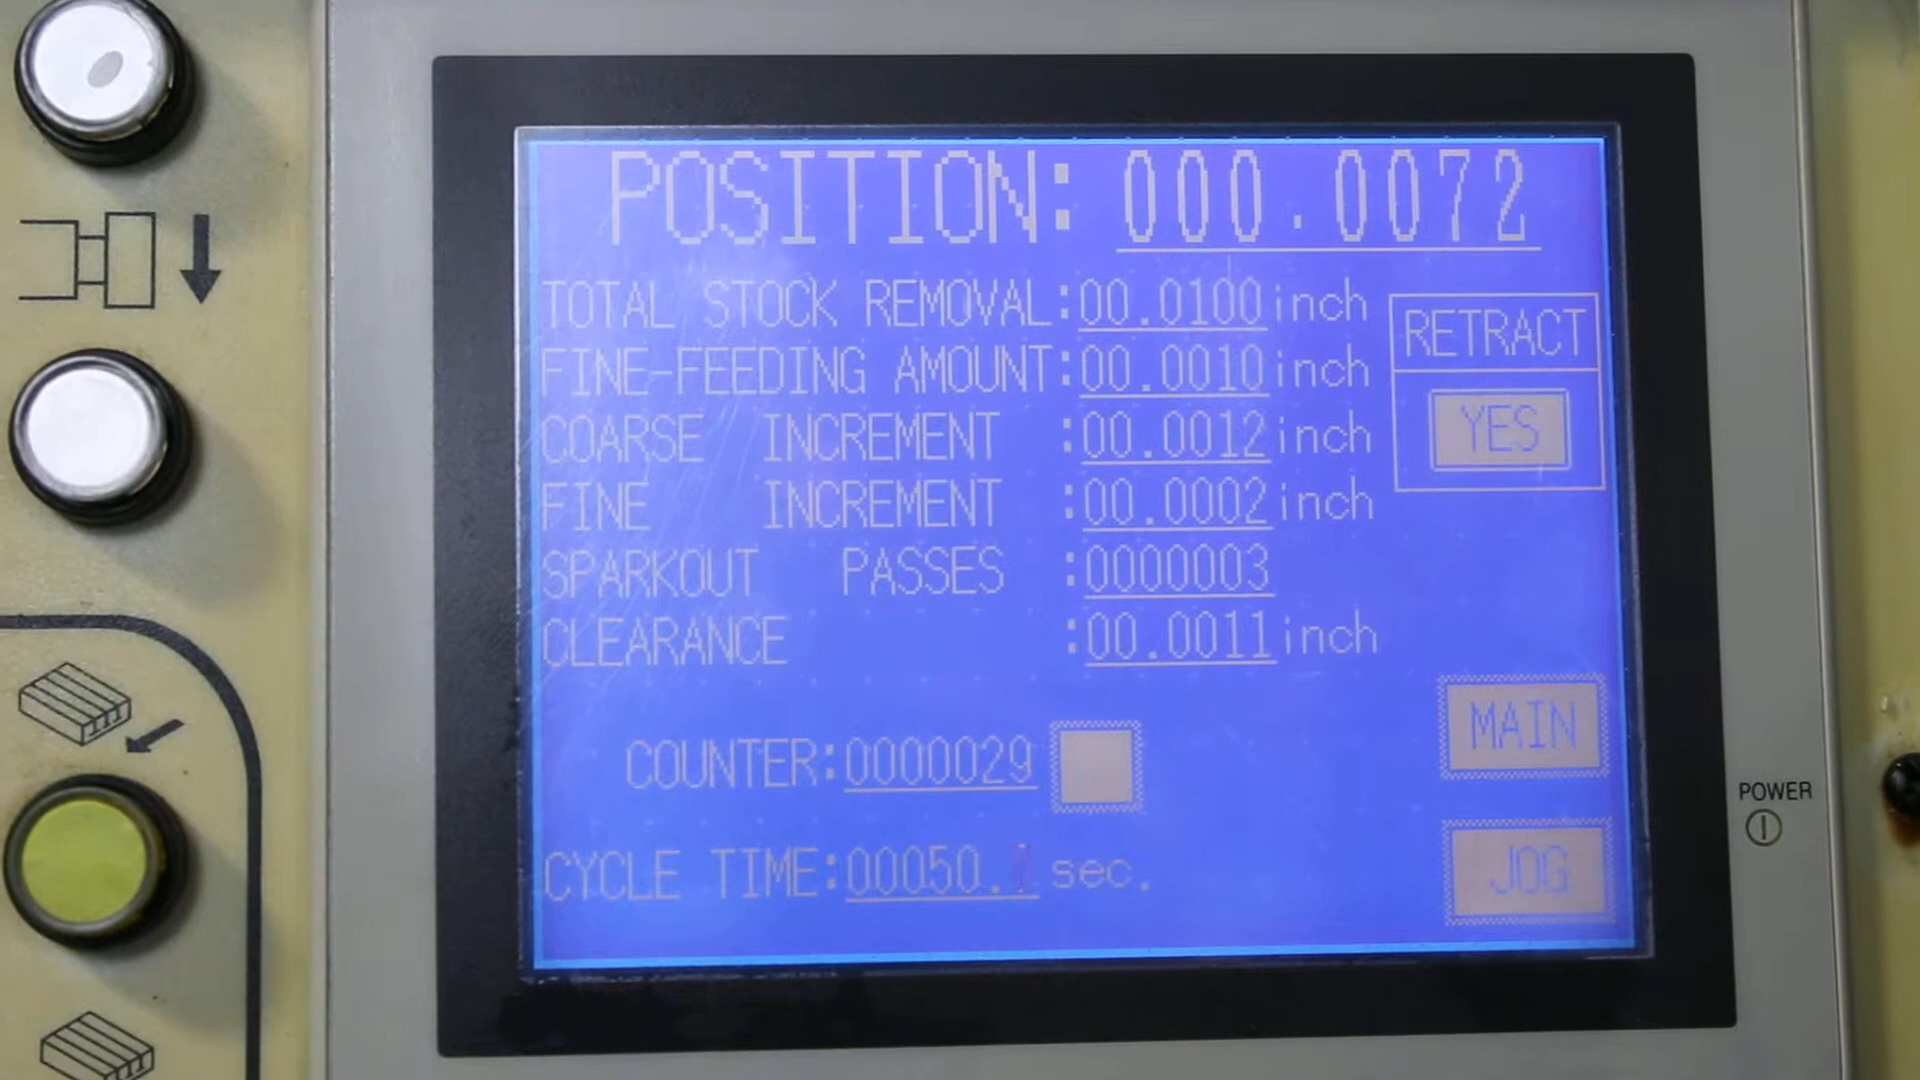 POSITION: 000.0072
TOTAL STOCK REMOVAL:00.0100inch
FINE-FEEDING AMOUNT:00.0010inch
COARSE INCREMENT :00.0012inch
FINE INCREMENT :00.0002inch
SPARKOUT PASSES :0000003
CLEARANCE :00.0011inch
RETRACT
YES
COUNTER:0000029
CYCLE TIME:00050. sec.
MAIN
JOG
POWER